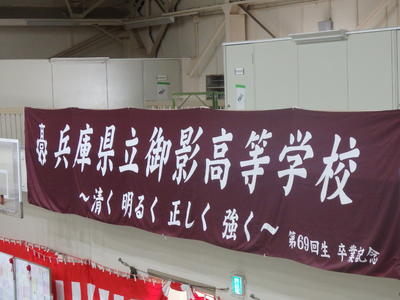 兵庫県立御影高等学校
～清く 明るく 正しく 強く～
第69回生 卒業記念